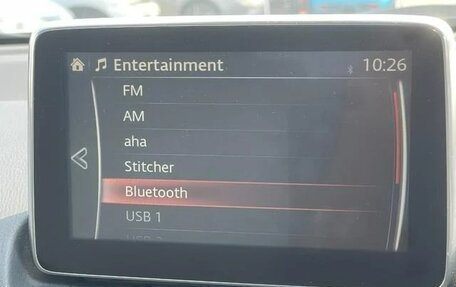 Entertainment 10:26
FM
AM
aha
Stitcher
Bluetooth
USB 1